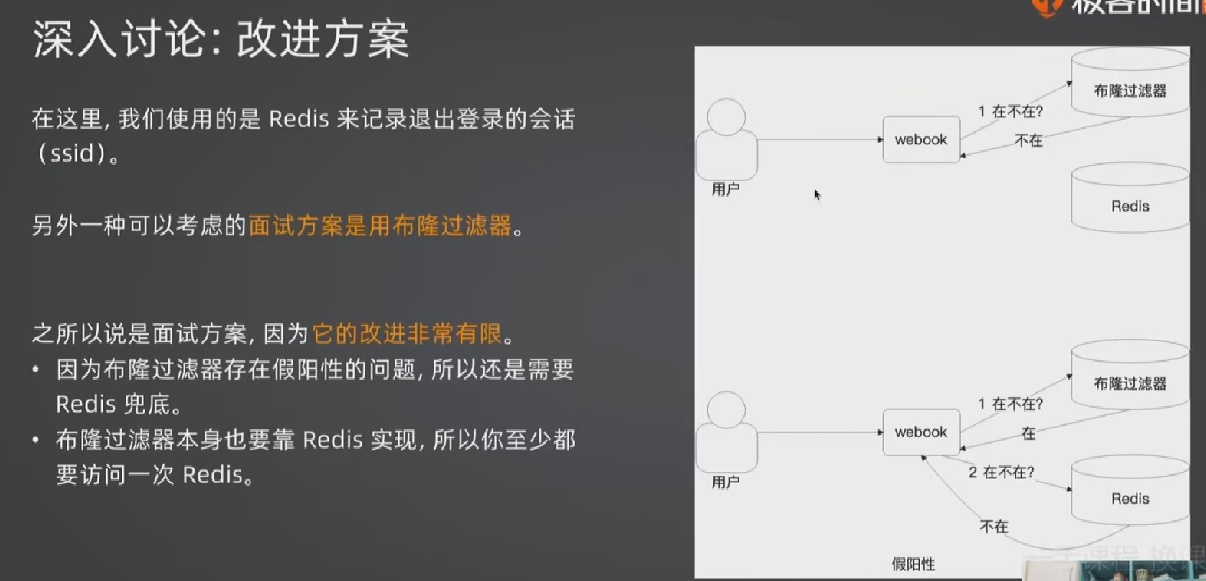 极客时间
深入讨论: 改进方案
在这里, 我们使用的是 Redis 来记录退出登录的会话
(ssid)。
另外一种可以考虑的面试方案是用布隆过滤器。
之所以说是面试方案, 因为它的改进非常有限。
• 因为布隆过滤器存在假阳性的问题, 所以还是需要
Redis 兜底。
• 布隆过滤器本身也要靠 Redis 实现, 所以你至少都
要访问一次 Redis。
布隆过滤器
1 在不在?
webook
不在
用户
Redis
布隆过滤器
1 在不在?
webook
在
2 在不在?
用户
Redis
不在
假阳性